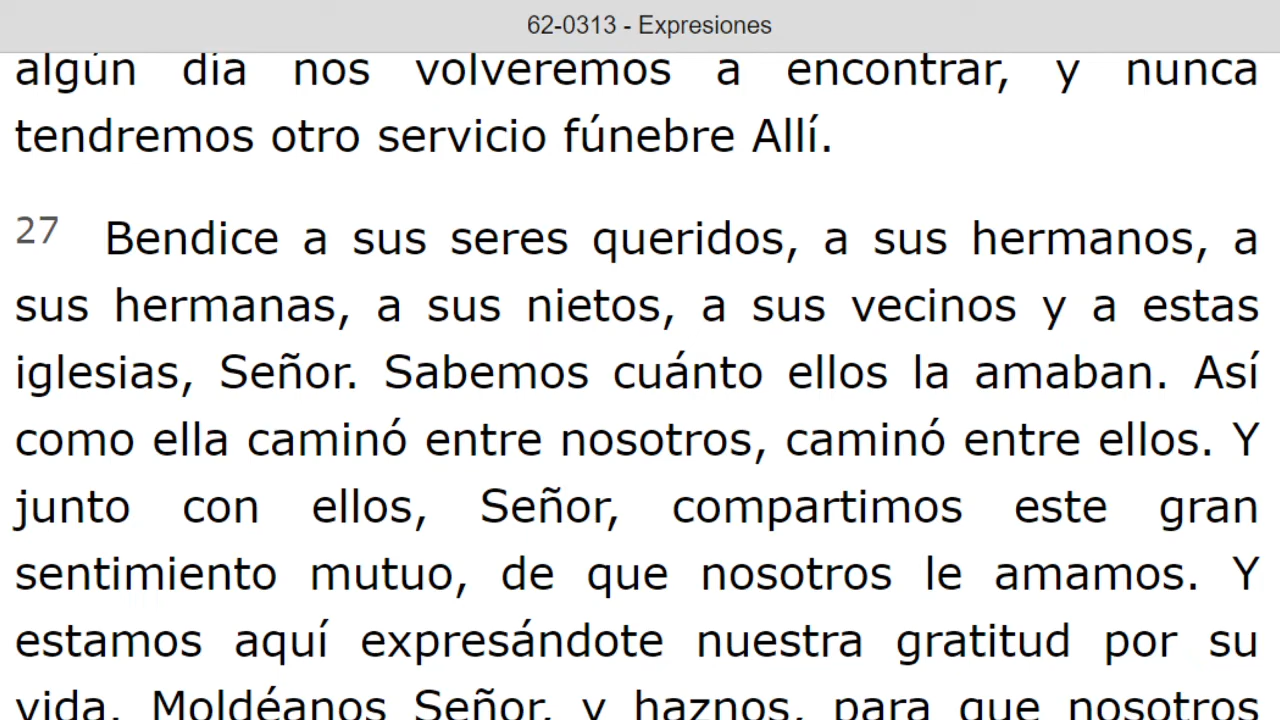 62-0313 - Expresiones
algún día nos volveremos a encontrar, y nunca
tendremos otro servicio fúnebre Allí.
27 Bendice a sus seres queridos, a sus hermanos, a
sus hermanas, a sus nietos, a sus vecinos y a estas
iglesias, Señor. Sabemos cuánto ellos la amaban. Así
como ella caminó entre nosotros, caminó entre ellos. Y
junto con ellos, Señor, compartimos este gran
sentimiento mutuo, de que nosotros le amamos. Y
estamos aquí expresándote nuestra gratitud por su
vida. Moldéanos Señor, y haznos, para que nosotros